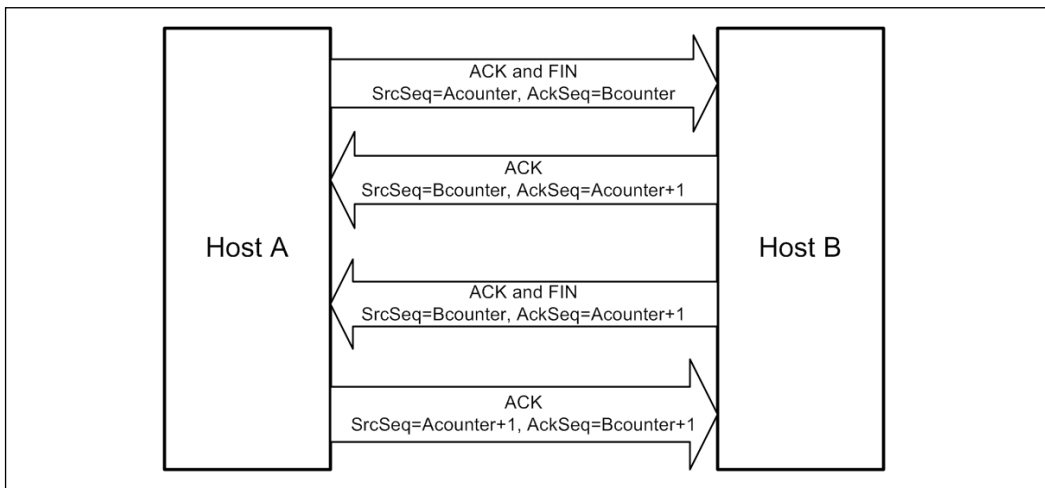 ACK and FIN
SrcSeq=Acounter, AckSeq=Bcounter
ACK
SrcSeq=Bcounter, AckSeq=Acounter+1
Host A
Host B
ACK and FIN
SrcSeq=Bcounter, AckSeq=Acounter+1
ACK
SrcSeq=Acounter+1, AckSeq=Bcounter+1